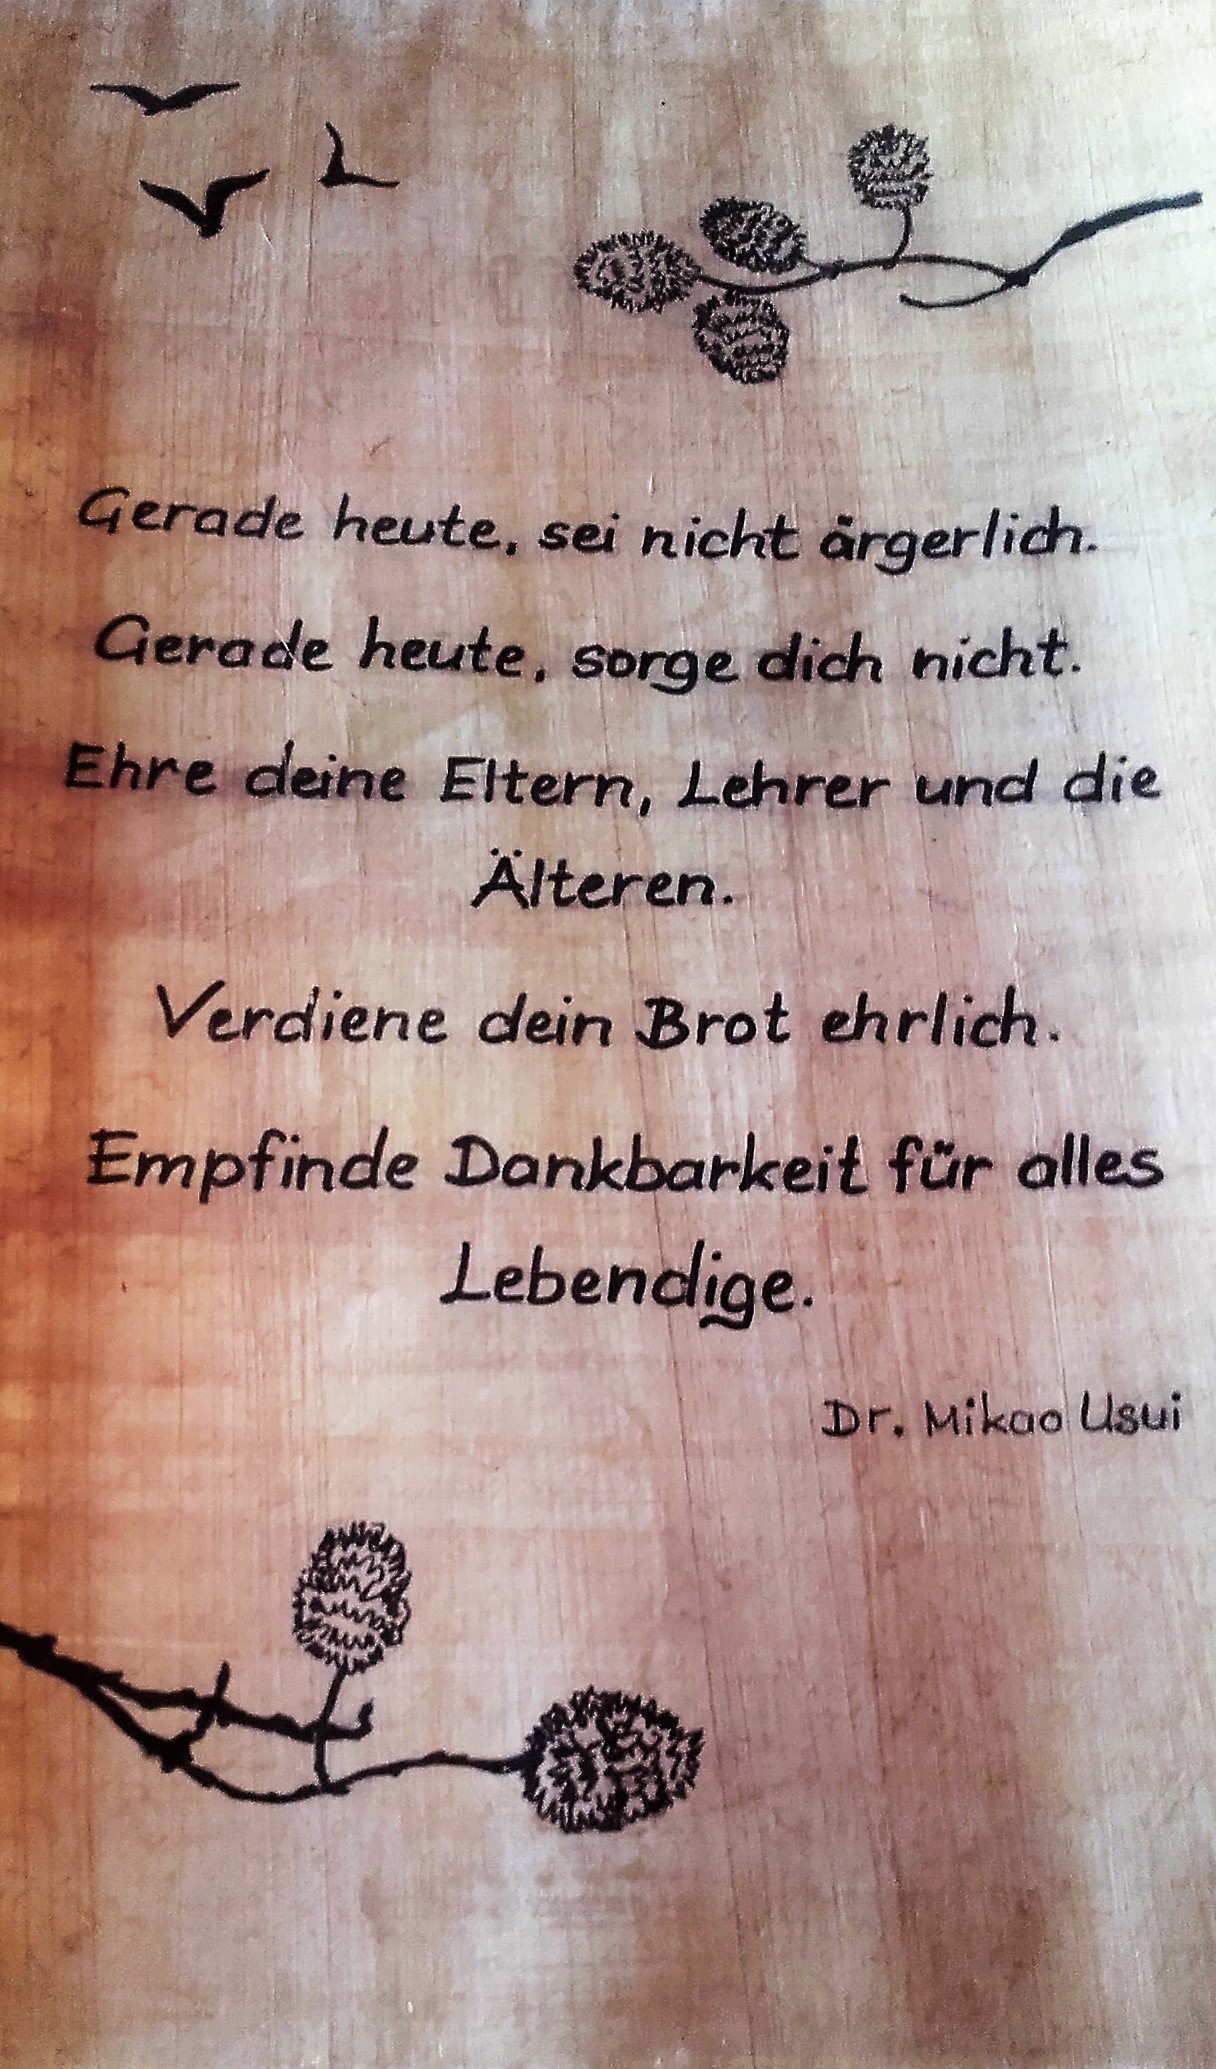 Gerade heute, sei nicht ärgerlich.
Gerade heute, sorge dich nicht.
Ehre deine Eltern, Lehrer und die
Älteren.
Verdiene dein Brot ehrlich.
Empfinde Dankbarkeit für alles
Lebendige.
Dr. Mikao Usui